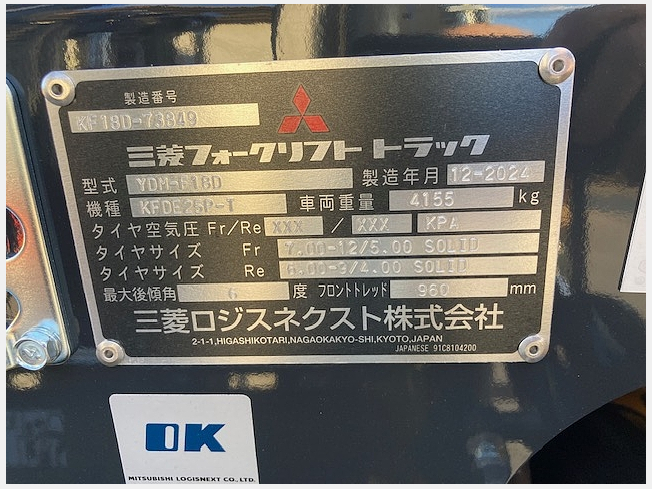 製造番号
KF18D-73849
三菱フォークリフト トラック
型式 YDM-F18D 製造年月 12-2024
機種 KFDE25P-T 車両重量 4155 kg
タイヤ空気圧 Fr/Re XXX / XXX KPA
タイヤサイズ Fr 7.00-12/5.00 SOLID
タイヤサイズ Re 6.00-9/4.00 SOLID
最大後傾角 6 度 フロントトレッド 960 mm
三菱ロジスネクスト株式会社
2-1-1,HIGASHIKOTARI,NAGAOKAKYO-SHI,KYOTO,JAPAN
JAPANESE 91C8104200
OK
MITSUBISHI LOGISNEXT CO., LTD.